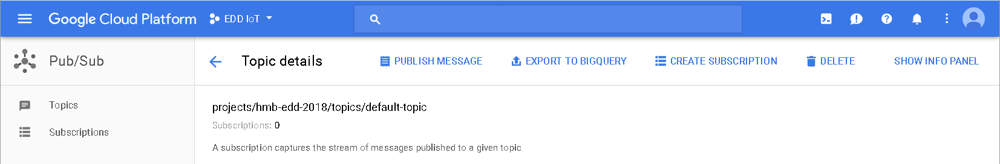 Google Cloud Platform EDD IoT
Pub/Sub
Topic details PUBLISH MESSAGE EXPORT TO BIGQUERY CREATE SUBSCRIPTION DELETE SHOW INFO PANEL
Topics
Subscriptions
projects/hmb-edd-2018/topics/default-topic
Subscriptions: 0
A subscription captures the stream of messages published to a given topic